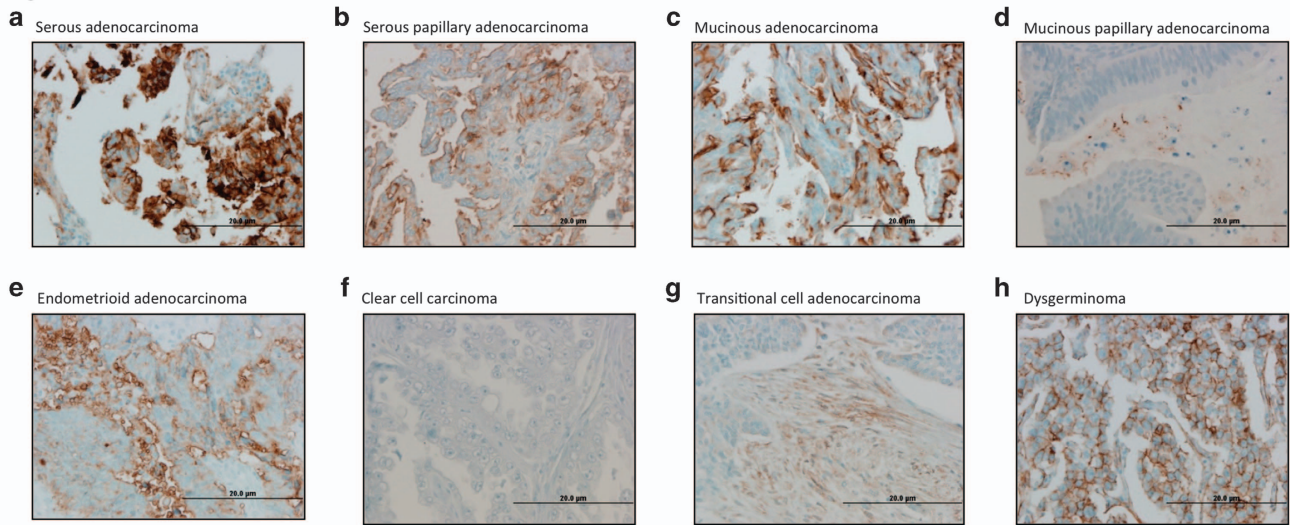 a Serous adenocarcinoma
b Serous papillary adenocarcinoma
c Mucinous adenocarcinoma
d Mucinous papillary adenocarcinoma
20.0 µm
20.0 µm
20.0 µm
20.0 µm
e Endometrioid adenocarcinoma
f Clear cell carcinoma
g Transitional cell adenocarcinoma
h Dysgerminoma
20.0 µm
20.0 µm
20.0 µm
20.0 µm